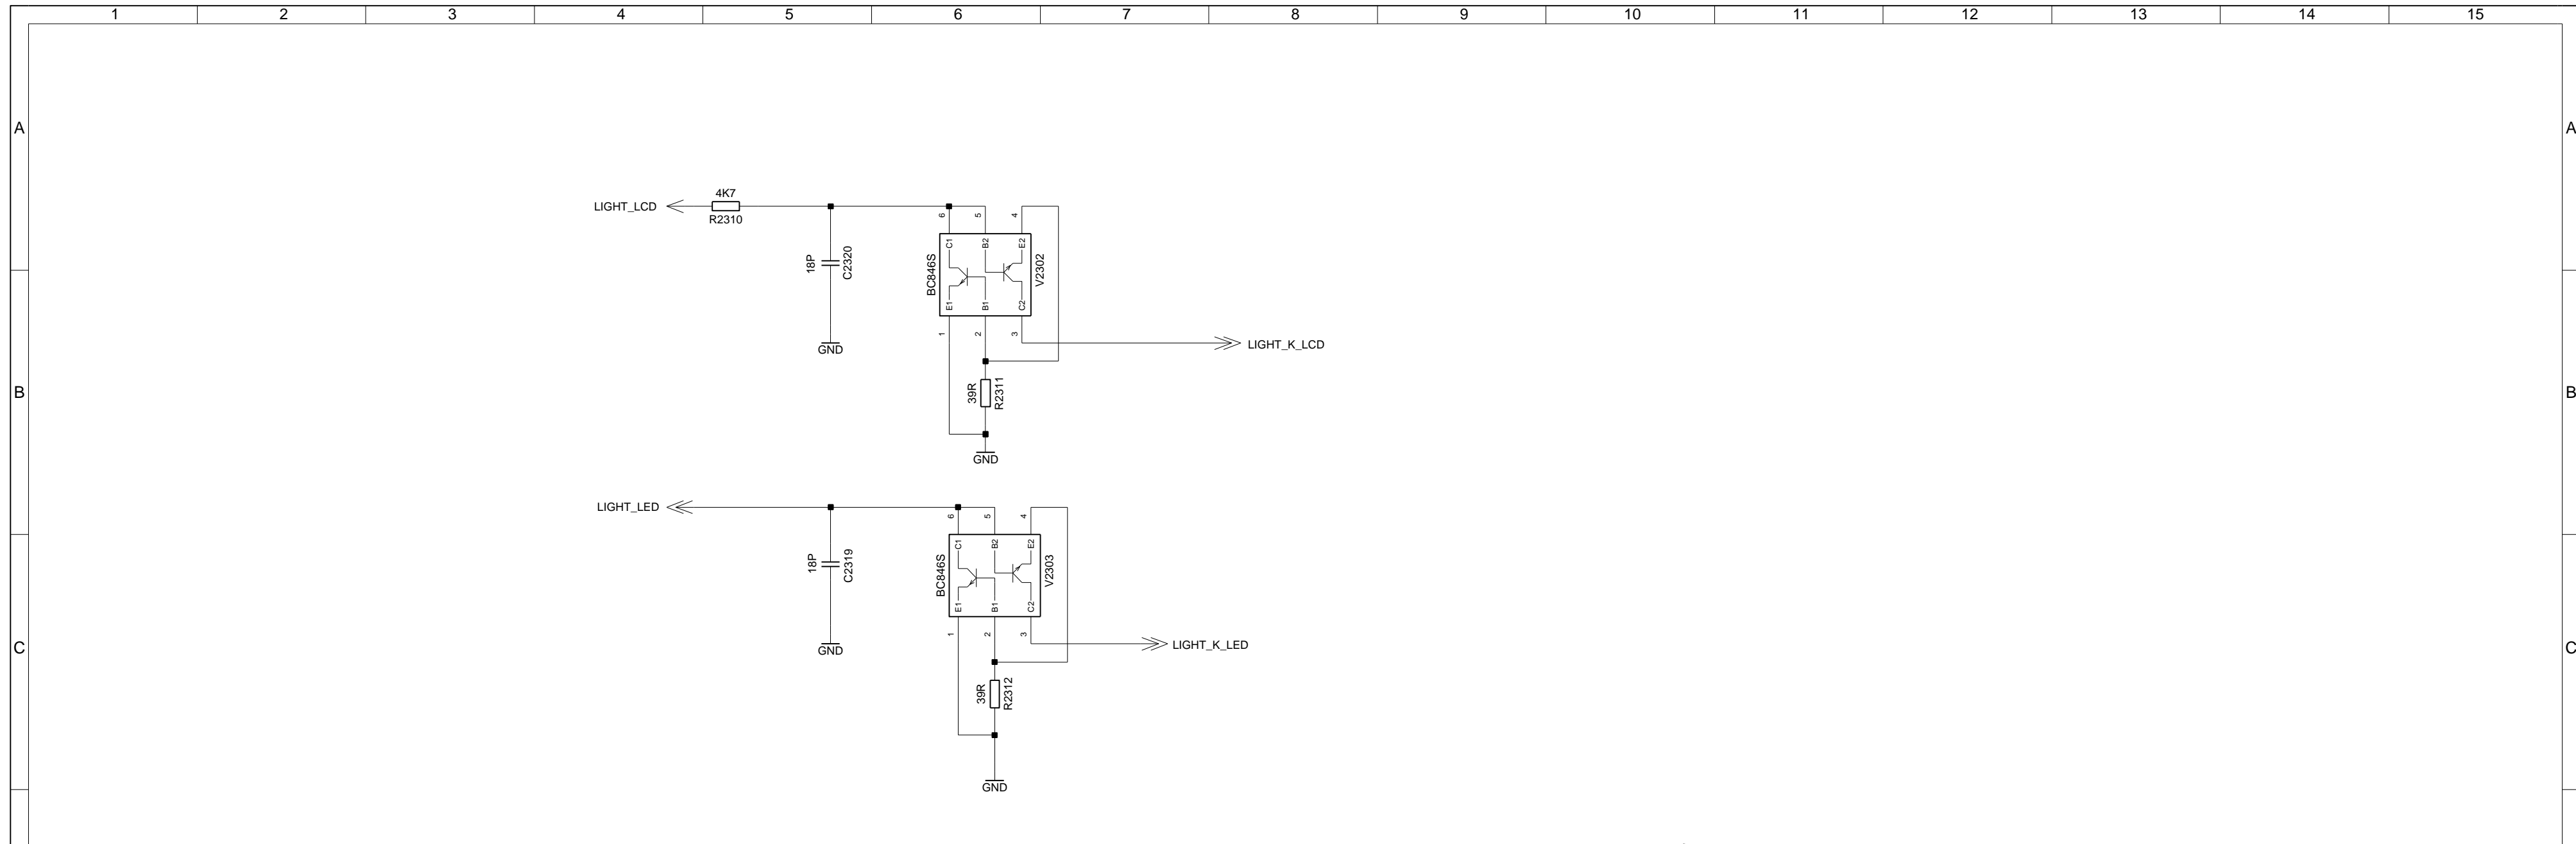 1 2 3 4 5 6 7 8 9 10 11 12 13 14 15
A A
4K7
LIGHT_LCD
R2310
6 5 4
C1 B2 E2
18P C2320
BC846S V2302
E1 B1 C2
1 2 3
GND
LIGHT_K_LCD
39R R2311
B B
GND
LIGHT_LED
6 5 4
C1 B2 E2
18P C2319
BC846S V2303
E1 B1 C2
1 2 3
GND
LIGHT_K_LED
C C
39R R2312
GND